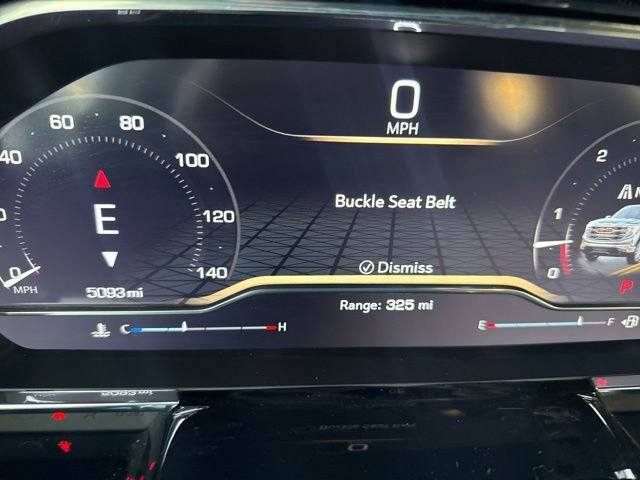 0
MPH
40
60
80
100
120
140
0
MPH
E
5093 mi
Buckle Seat Belt
Dismiss
Range: 325 mi
C
H
E
F
2
1
0
P